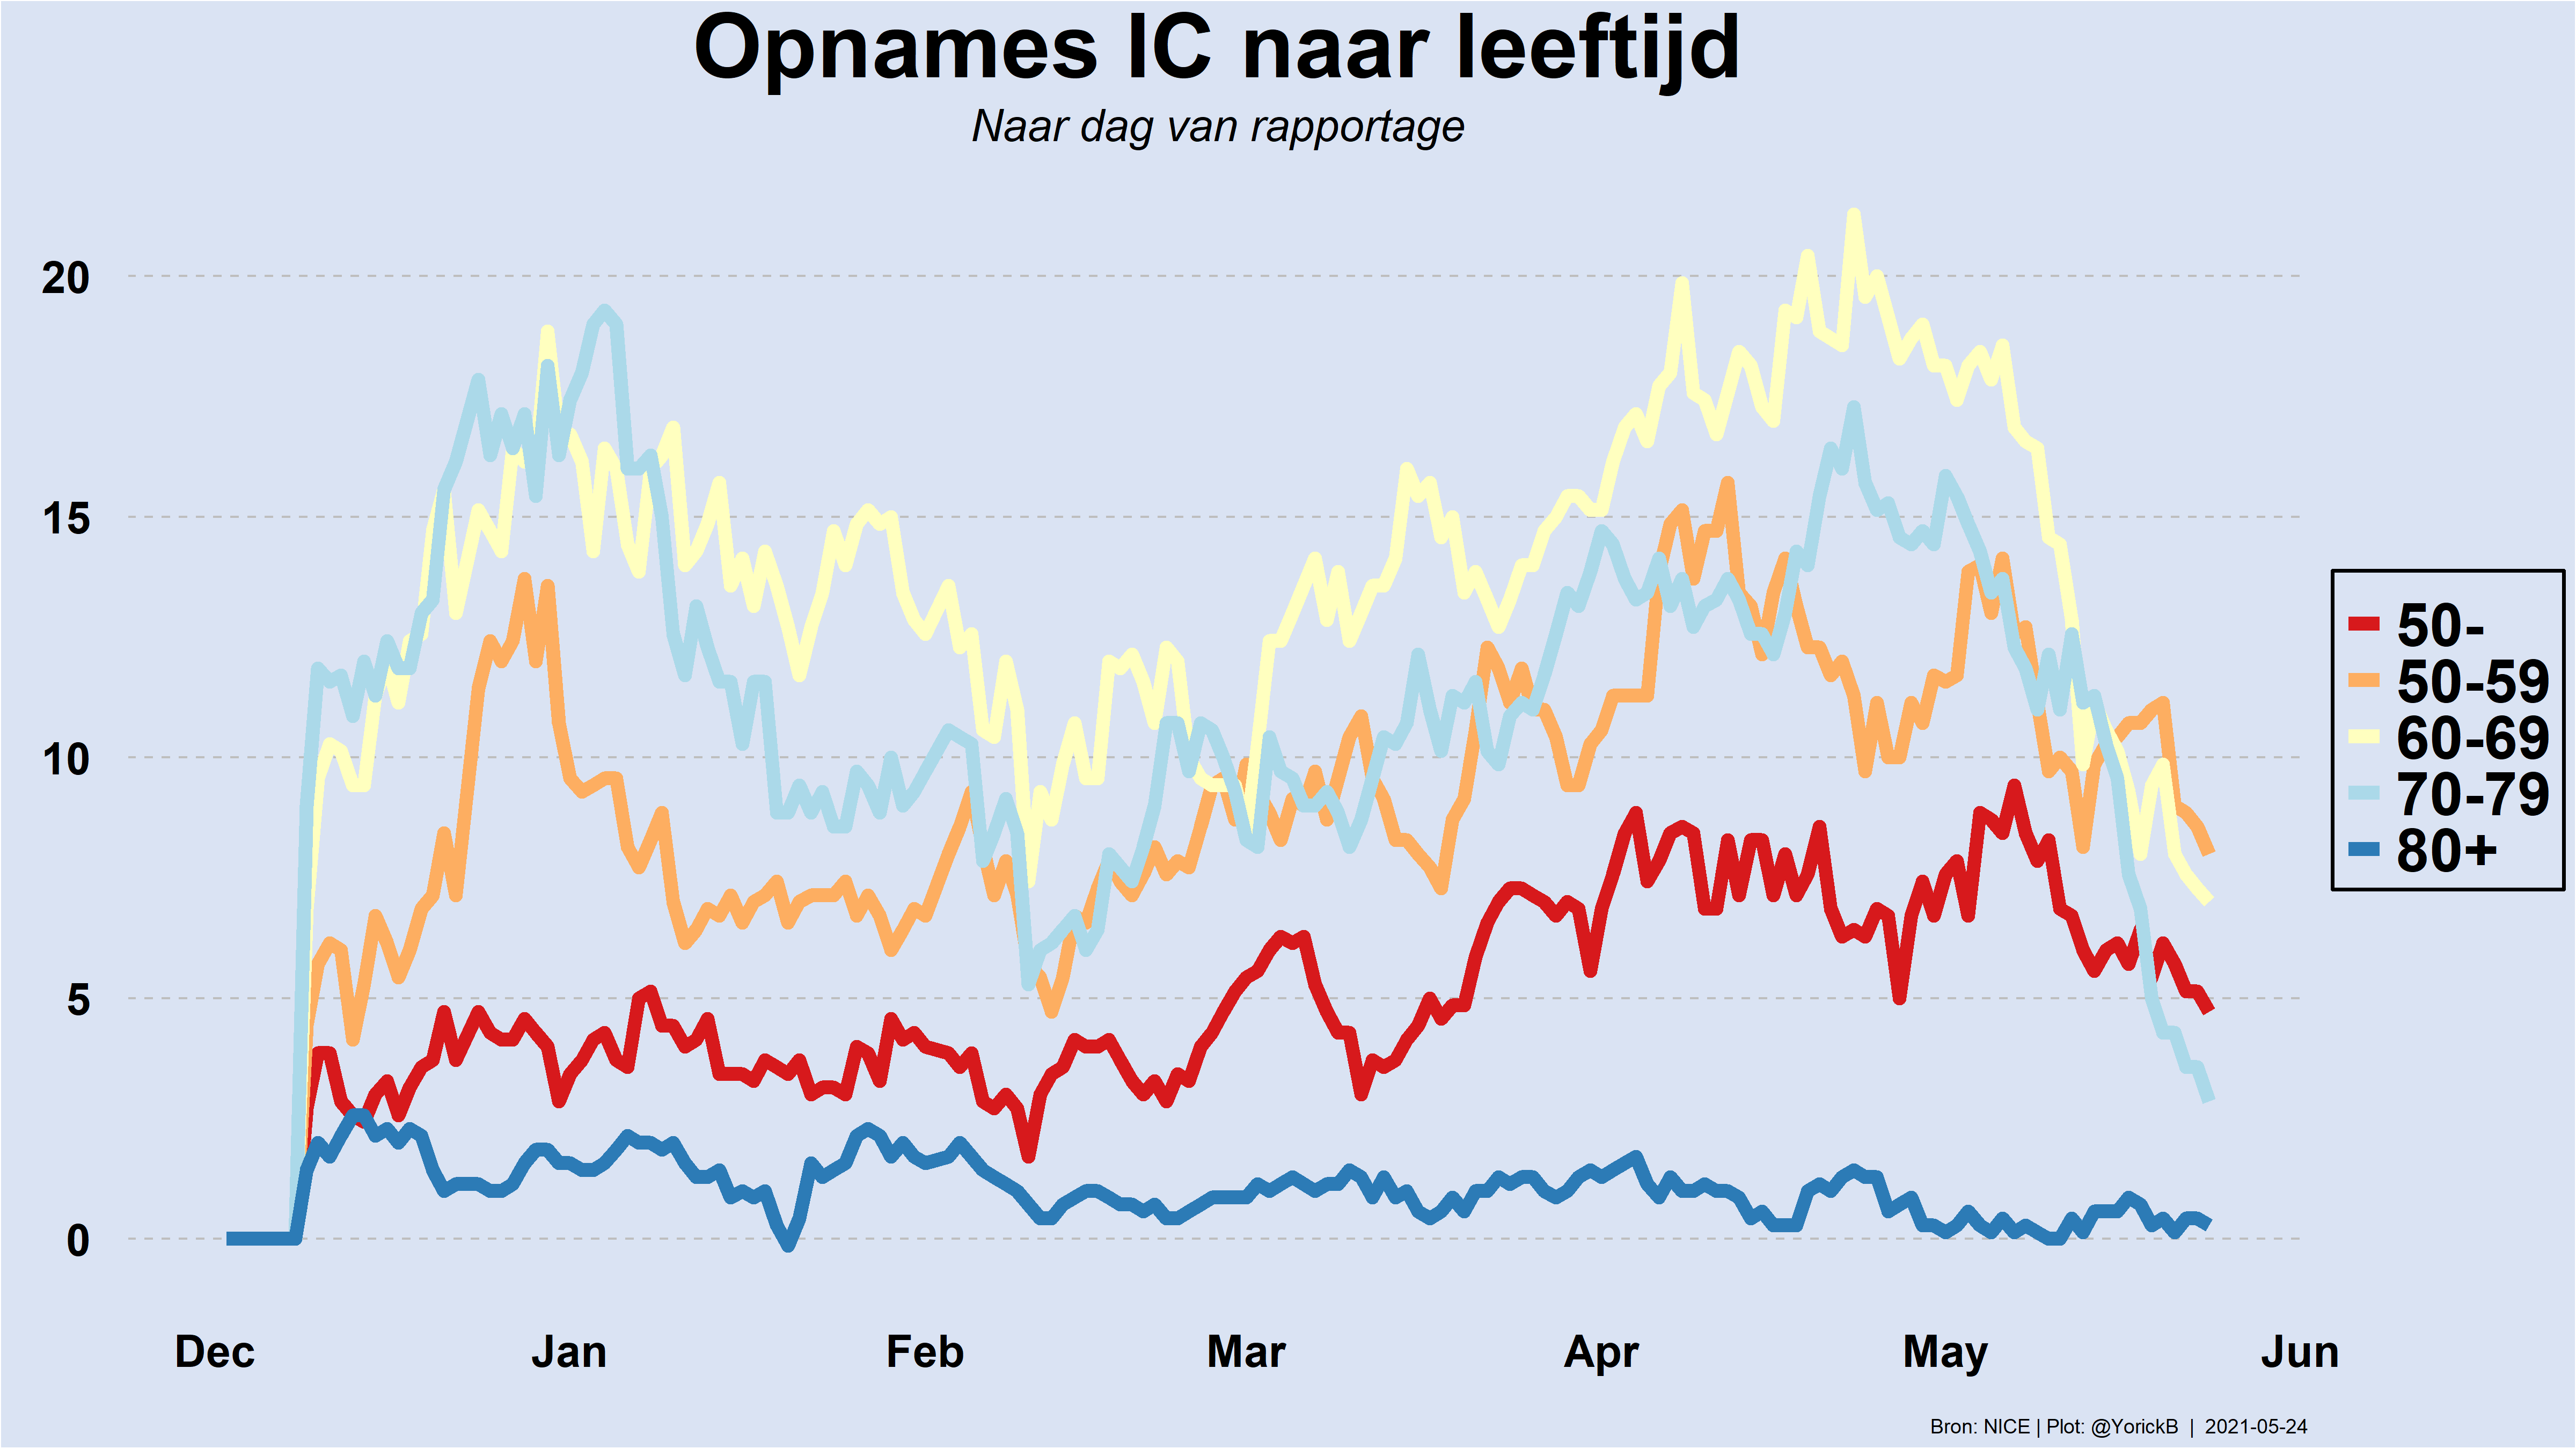 Opnames IC naar leeftijd
Naar dag van rapportage
20
15
10
5
0
50-
50-59
60-69
70-79
80+
Dec Jan Feb Mar Apr May Jun
Bron: NICE | Plot: @YorickB | 2021-05-24